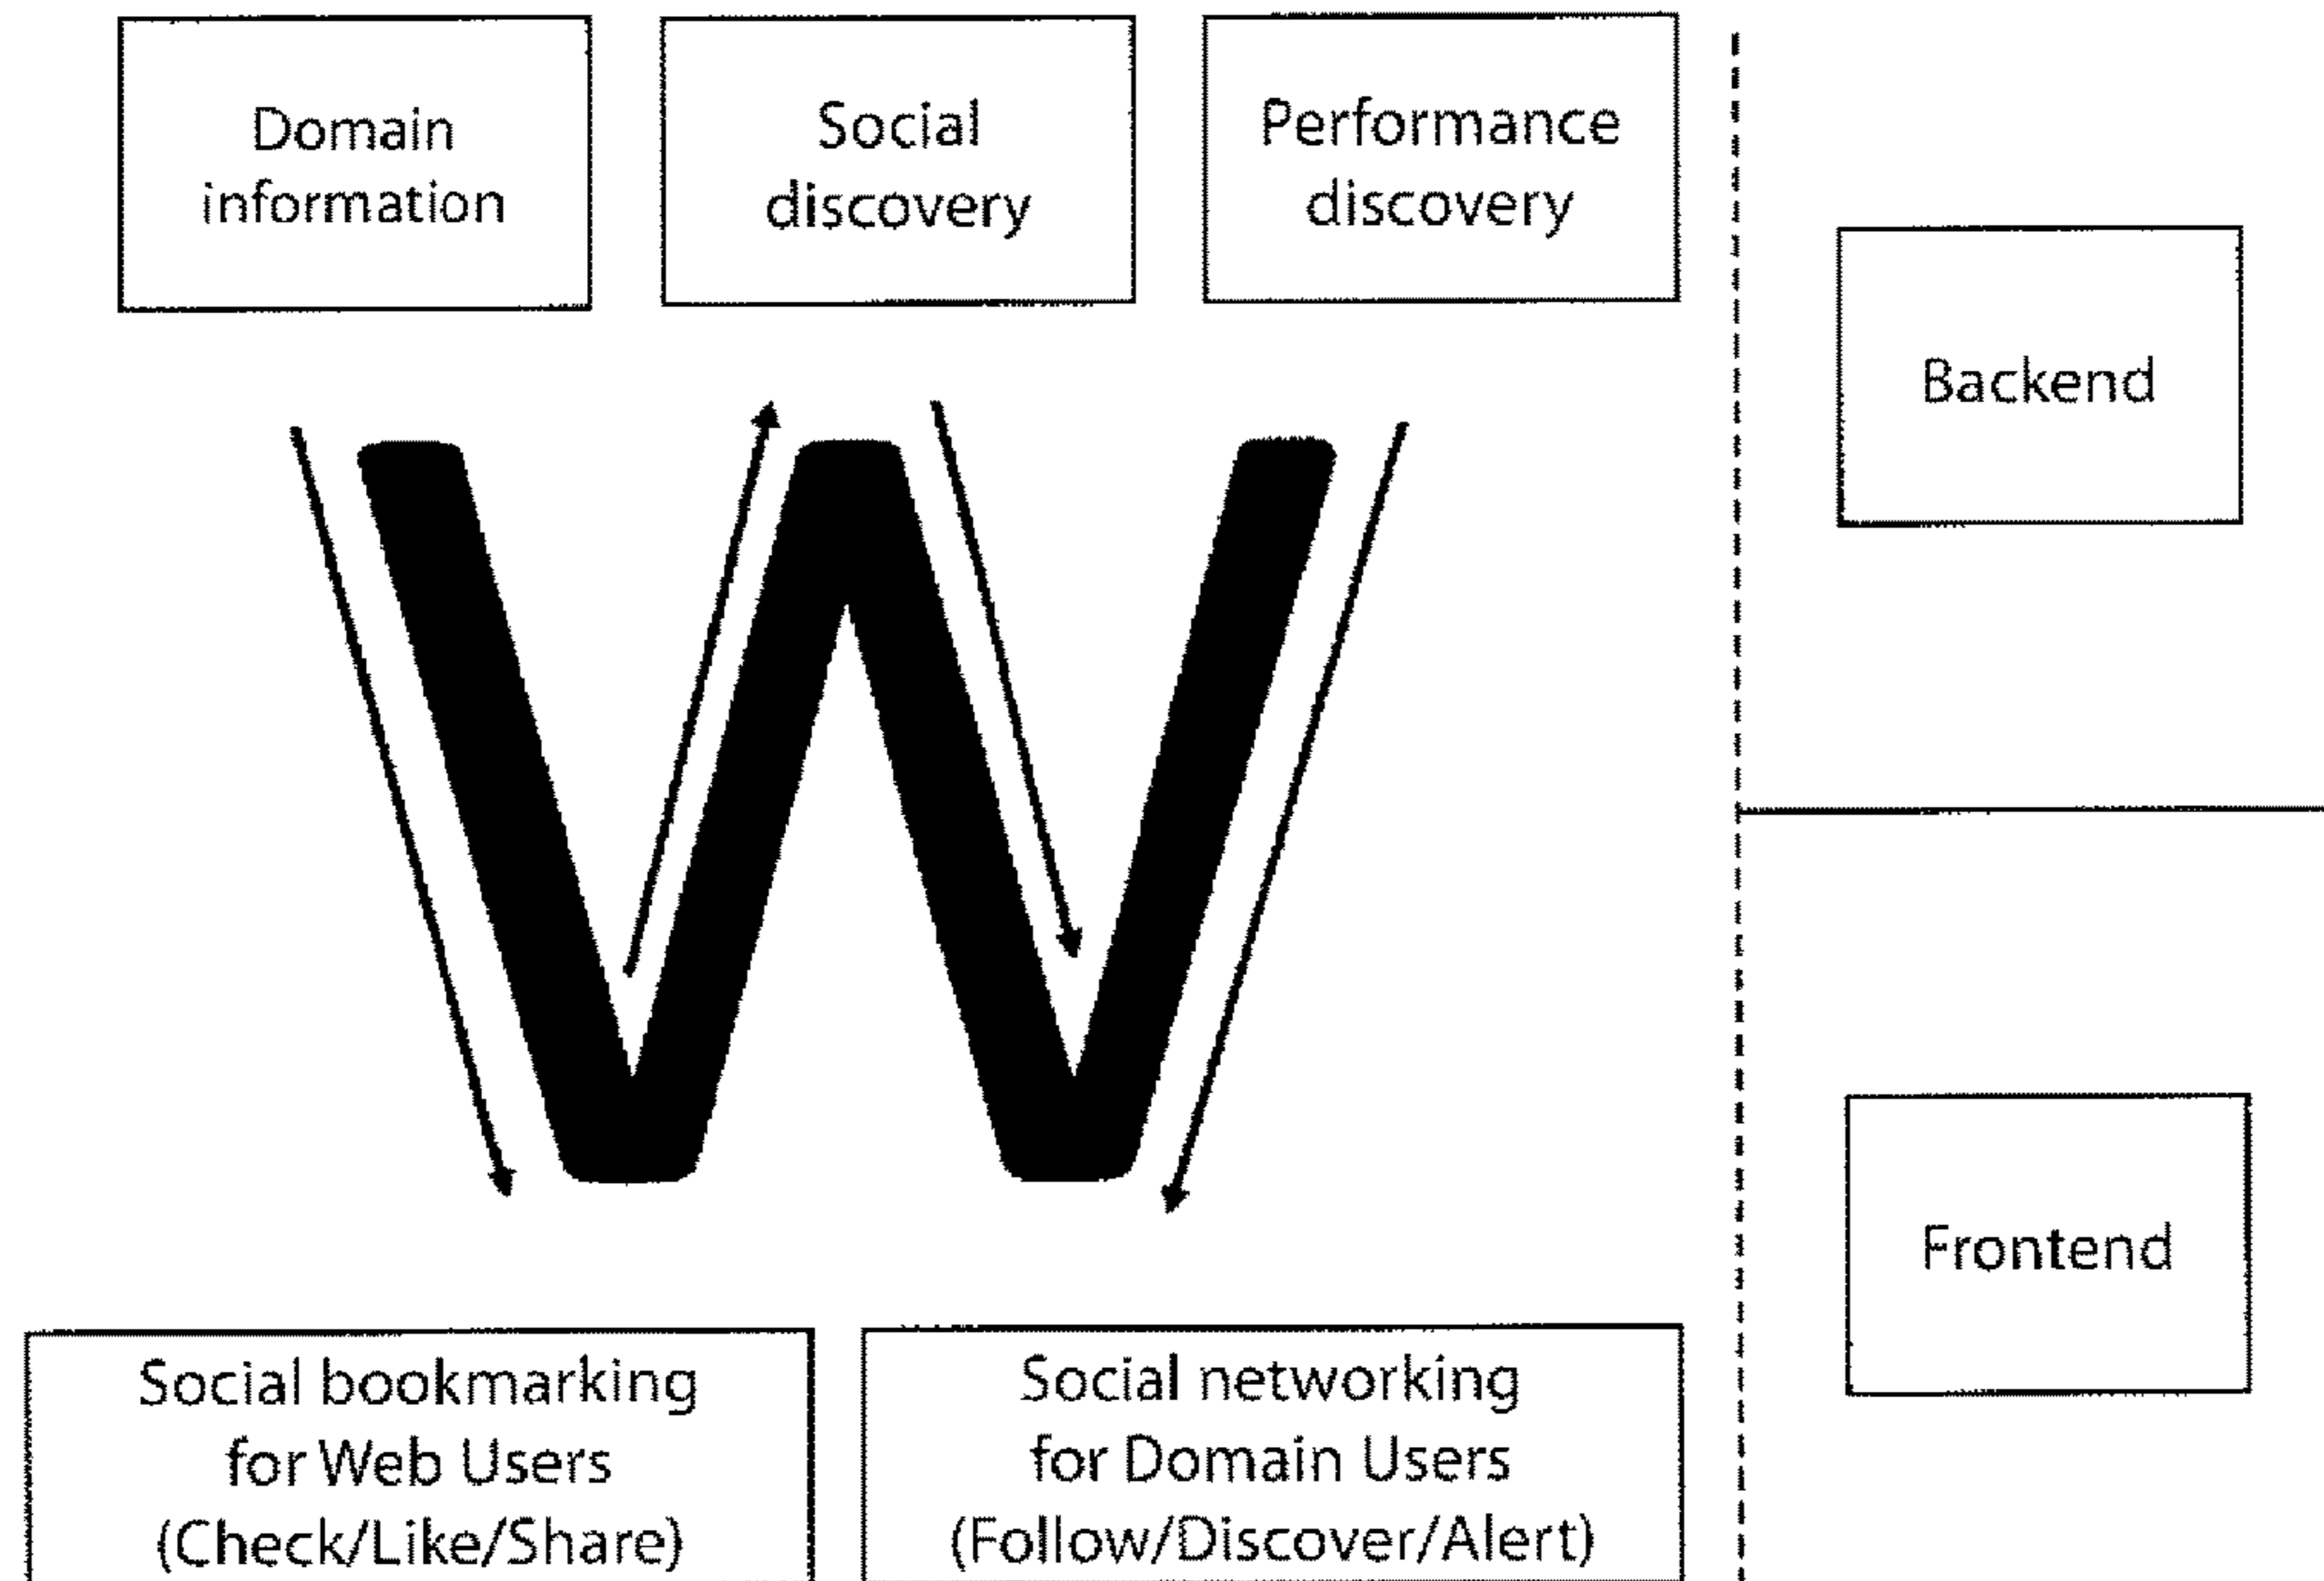 Domain
information
Social
discovery
Performance
discovery
Backend
W
Frontend
Social bookmarking
for Web Users
(Check/Like/Share)
Social networking
for Domain Users
(Follow/Discover/Alert)